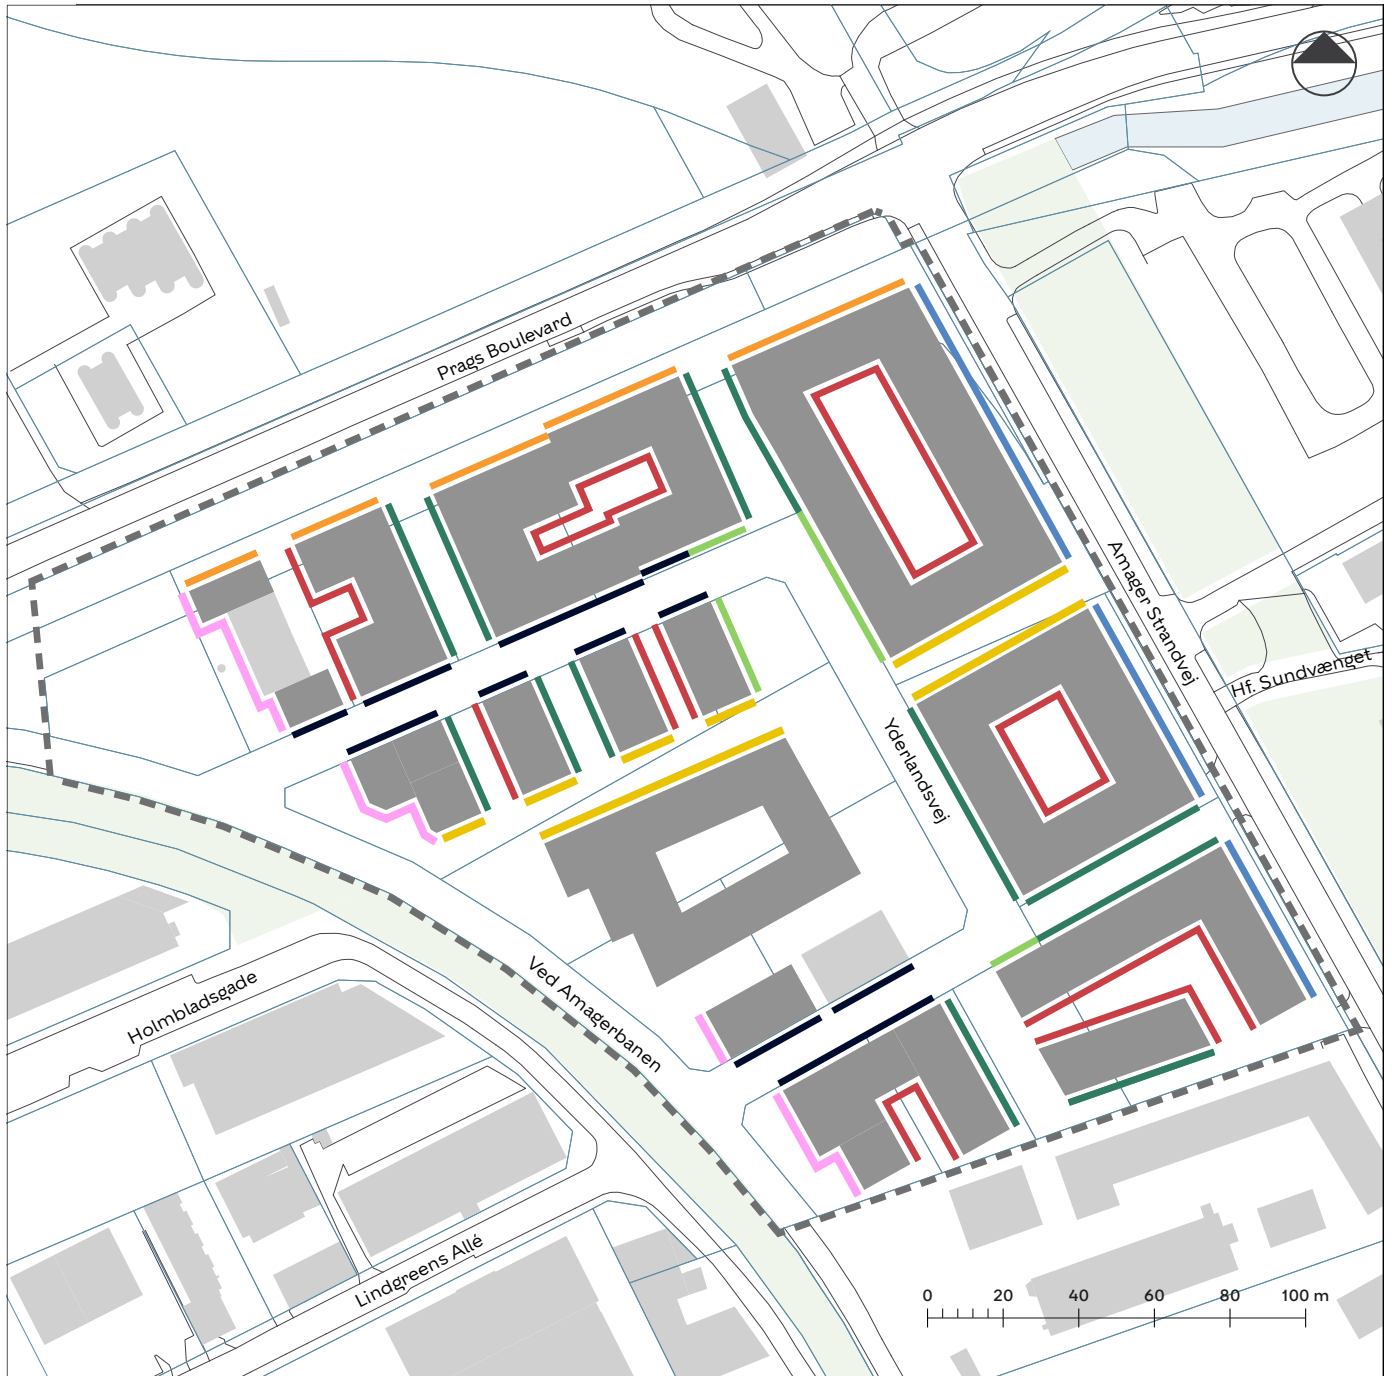 Prags Boulevard
Amager Strandvej
Hf. Sundvænget
Yderlandsvej
Ved Amagerbanen
Holmbladsgade
Lindgreens Allé
0 20 40 60 80 100 m